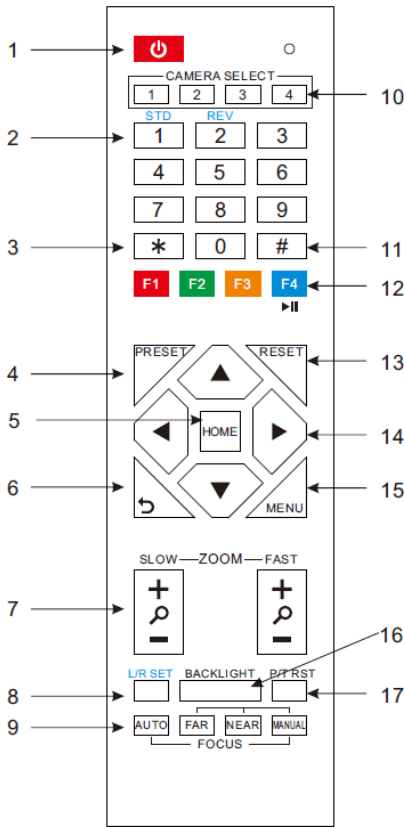 1
CAMERA SELECT
1 2 3 4
10
STD REV
2
1 2 3
4 5 6
7 8 9
3
* 0 #
11
F1 F2 F3 F4
12
PRESET RESET
13
4
5
HOME
14
6
15
MENU
SLOW ZOOM FAST
+ +
7
16
- -
L/R SET BACKLIGHT P/T RST
8
17
9
AUTO FAR NEAR MANUAL
FOCUS